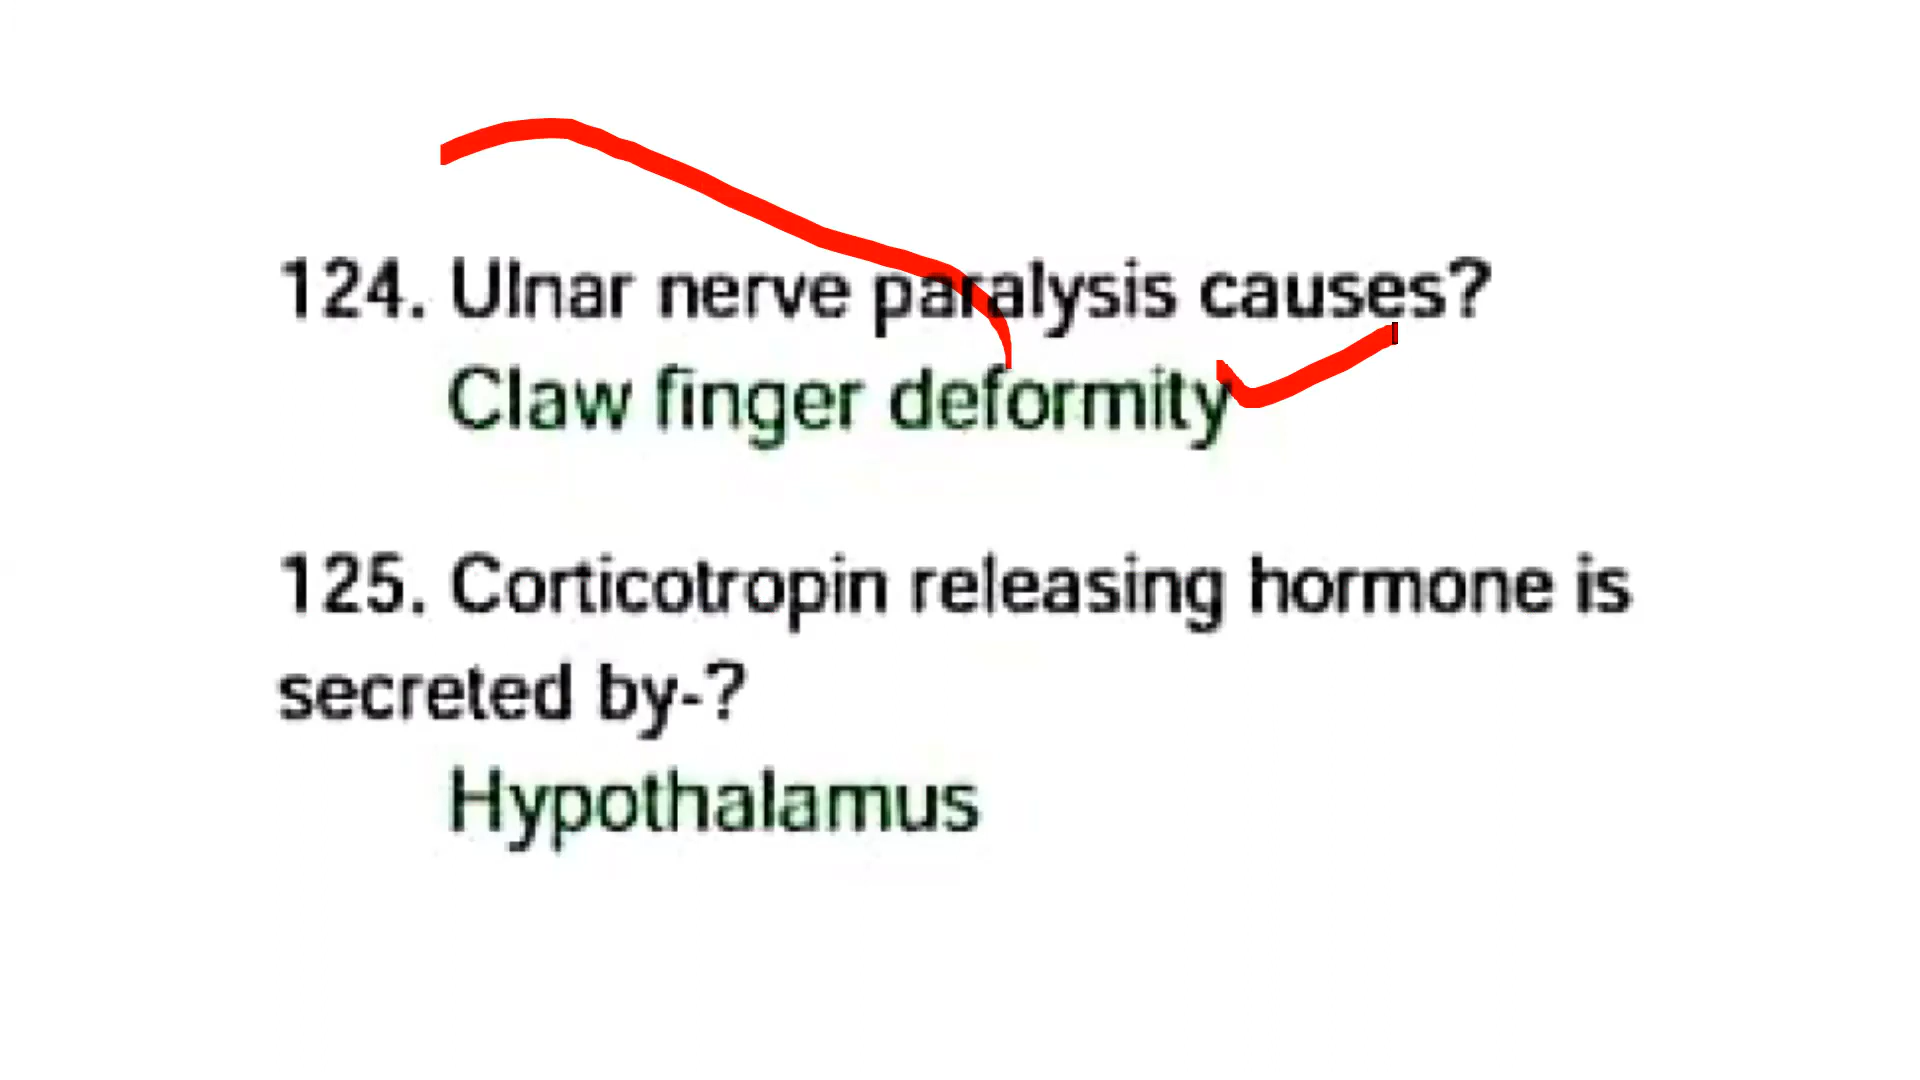 124. Ulnar nerve paralysis causes?
Claw finger deformity
125. Corticotropin releasing hormone is
secreted by-?
Hypothalamus